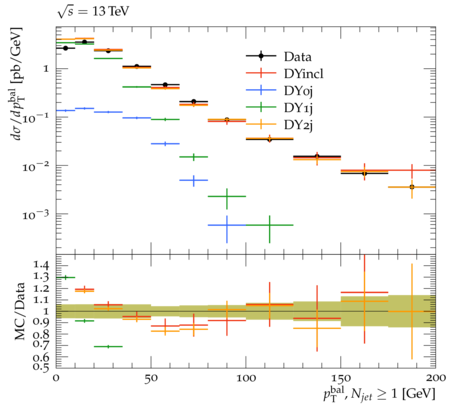 √s = 13 TeV
dσ/dp_T^bal [pb/GeV]
1
10⁻¹
10⁻²
10⁻³
Data
DYincl
DY0j
DY1j
DY2j
MC/Data
1.4
1.3
1.2
1.1
1
0.9
0.8
0.7
0.6
0.5
0 50 100 150 200
p_T^bal, N_jet ≥ 1 [GeV]